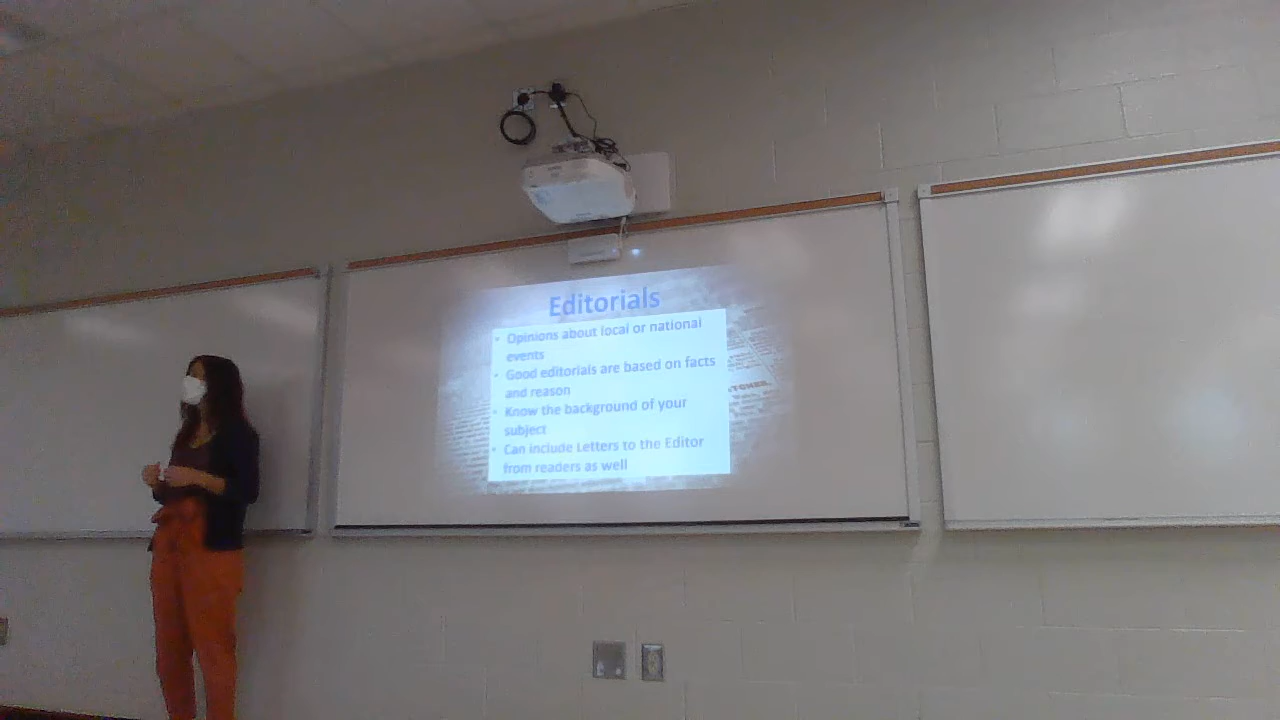 Editorials
• Opinions about local or national
events
• Good editorials are based on facts
and reason
• Know the background of your
subject
• Can include Letters to the Editor
from readers as well